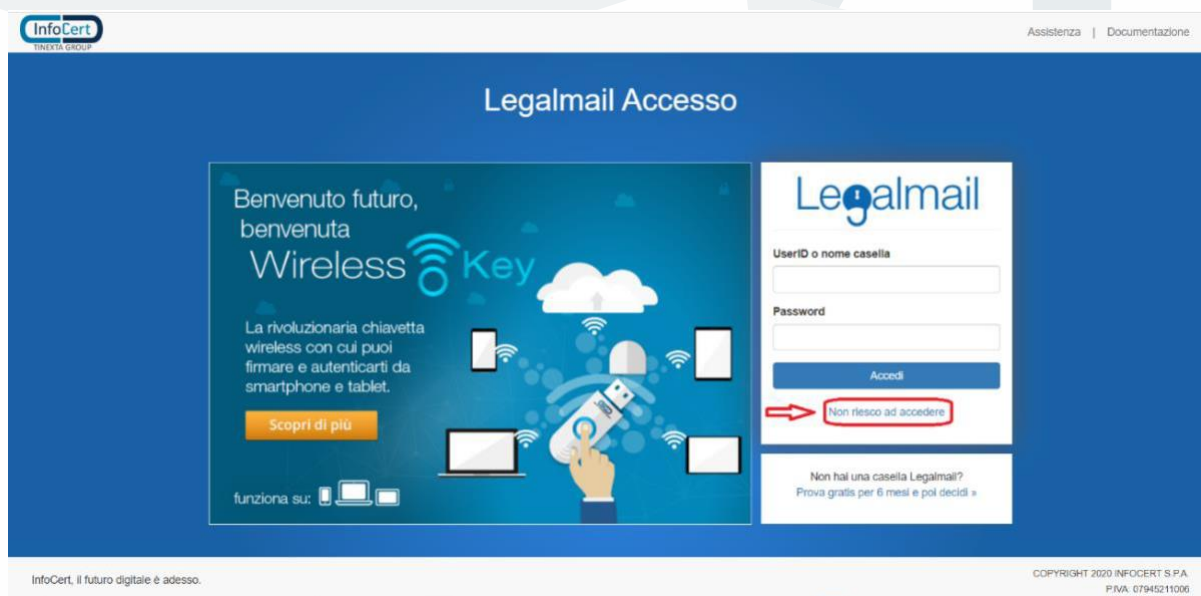 InfoCert
TINEXTA GROUP
Assistenza | Documentazione
Legalmail Accesso
Benvenuto futuro,
benvenuta
Wireless Key
La rivoluzionaria chiavetta
wireless con cui puoi
firmare e autenticarti da
smartphone e tablet.
Scopri di più
funziona su:
Legalmail
UserID o nome casella
Password
Accedi
Non riesco ad accedere
Non hai una casella Legalmail?
Prova gratis per 6 mesi e poi decidi »
InfoCert, il futuro digitale è adesso.
COPYRIGHT 2020 INFOCERT S.P.A.
P.IVA: 07945211006